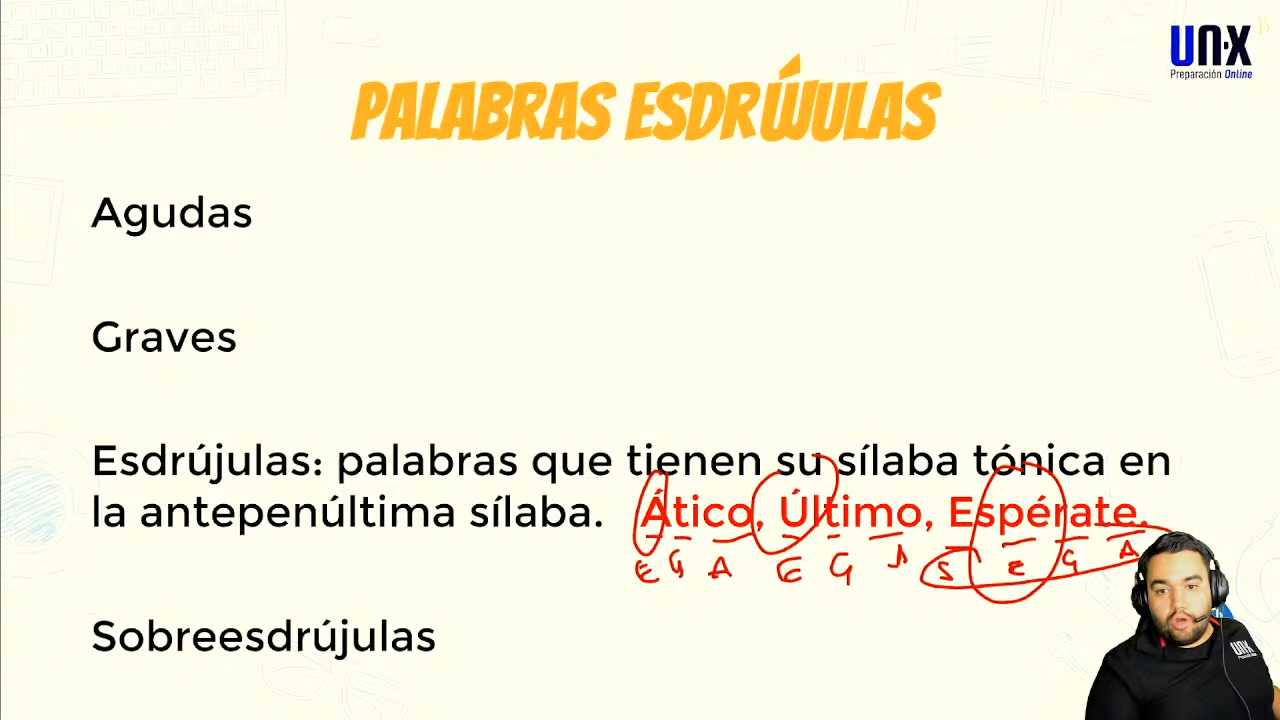 UN-X
Preparación Online
PALABRAS ESDRÚJULAS
Agudas
Graves
Esdrújulas: palabras que tienen su sílaba tónica en
la antepenúltima sílaba. Ático, Último, Espérate.
E G A E G A S E G A
Sobreesdrújulas
UN-X